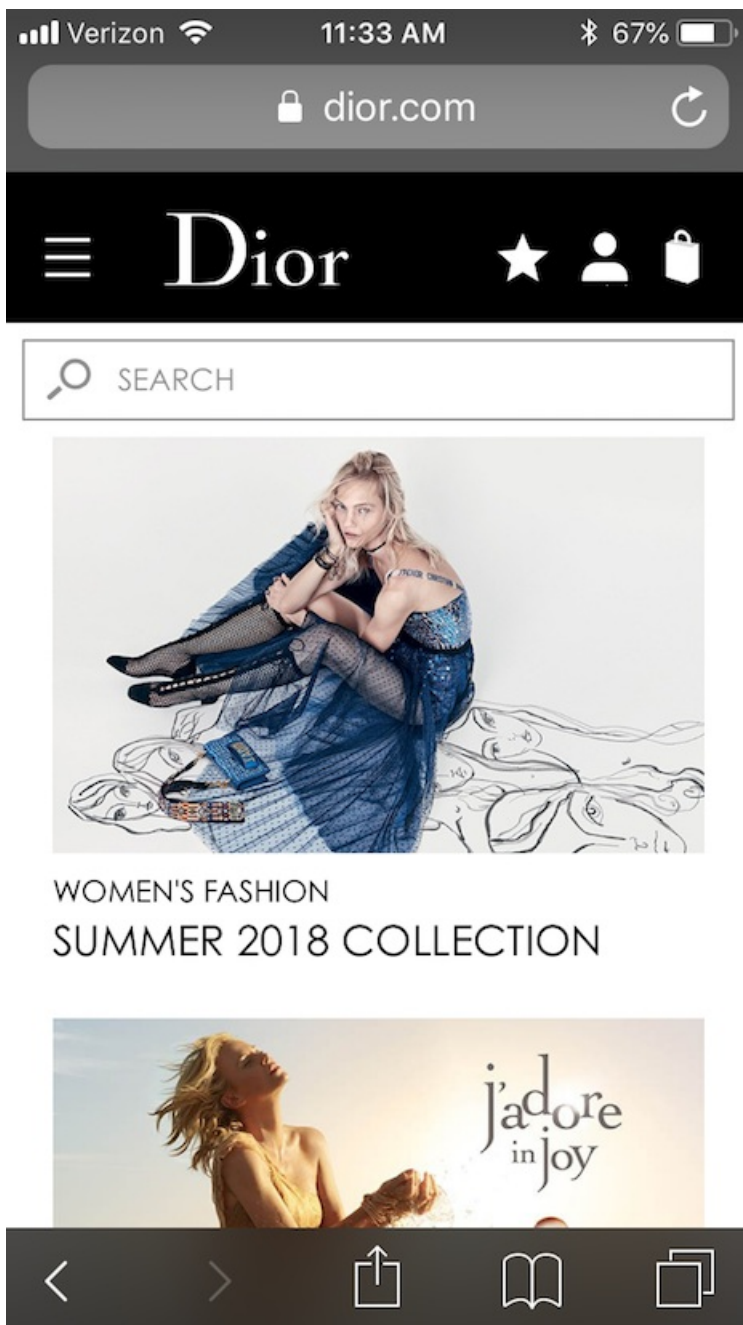 Verizon 11:33 AM 67%
dior.com
Dior
SEARCH
WOMEN'S FASHION
SUMMER 2018 COLLECTION
j'adore
in joy